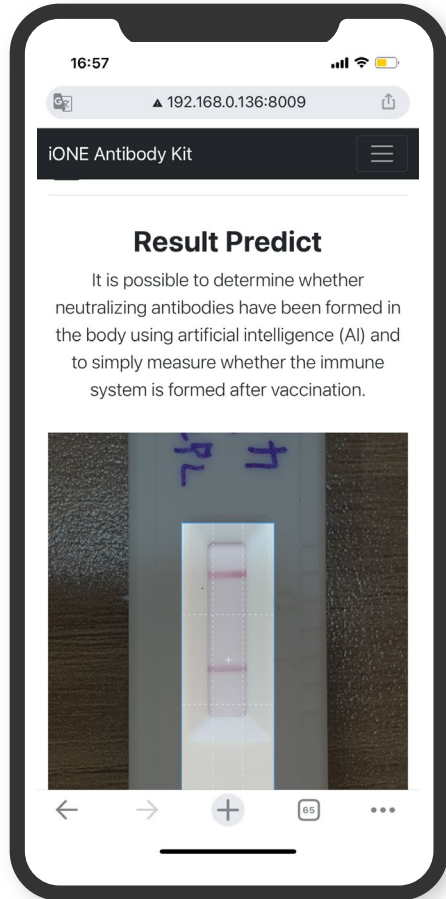 16:57
192.168.0.136:8009
iONE Antibody Kit
Result Predict
It is possible to determine whether
neutralizing antibodies have been formed in
the body using artificial intelligence (AI) and
to simply measure whether the immune
system is formed after vaccination.
65